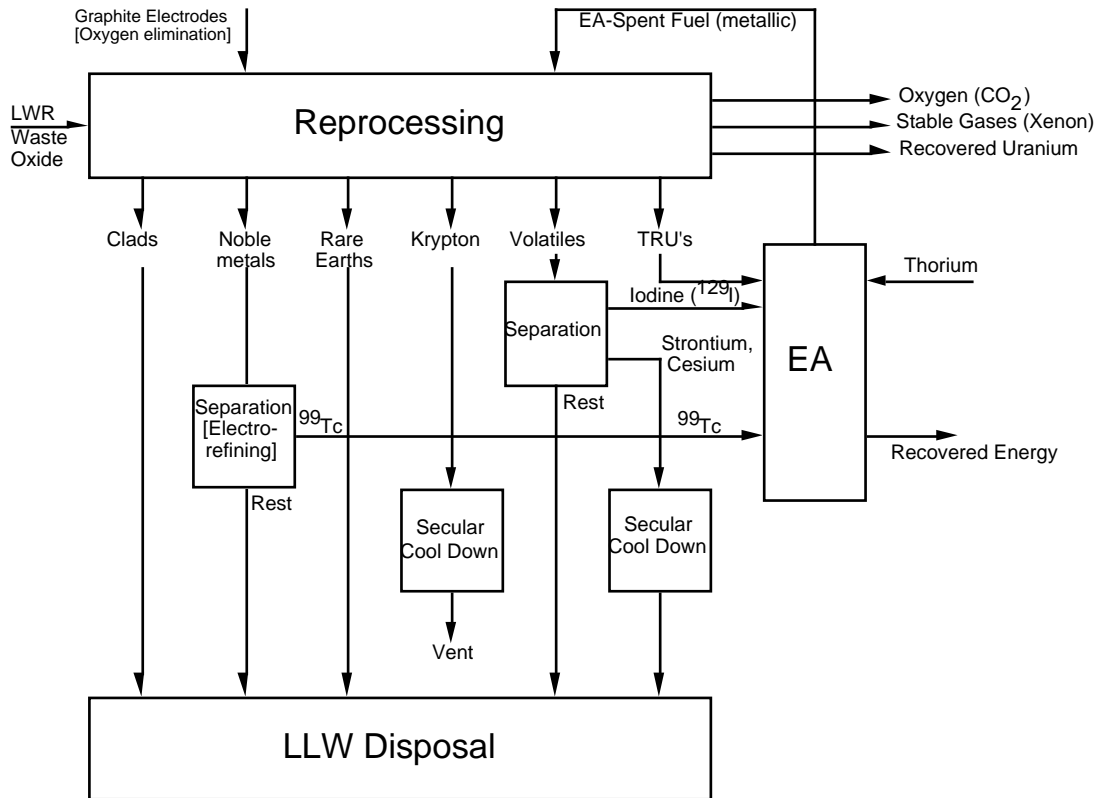 Graphite Electrodes
[Oxygen elimination]
EA-Spent Fuel (metallic)
LWR
Waste
Oxide
Reprocessing
Oxygen (CO2)
Stable Gases (Xenon)
Recovered Uranium
Clads
Noble
metals
Rare
Earths
Krypton
Volatiles
TRU's
Thorium
Iodine (129I)
Separation
EA
Strontium,
Cesium
Rest
Separation
[Electro-
refining]
99Tc
99Tc
Recovered Energy
Rest
Secular
Cool Down
Secular
Cool Down
Vent
LLW Disposal